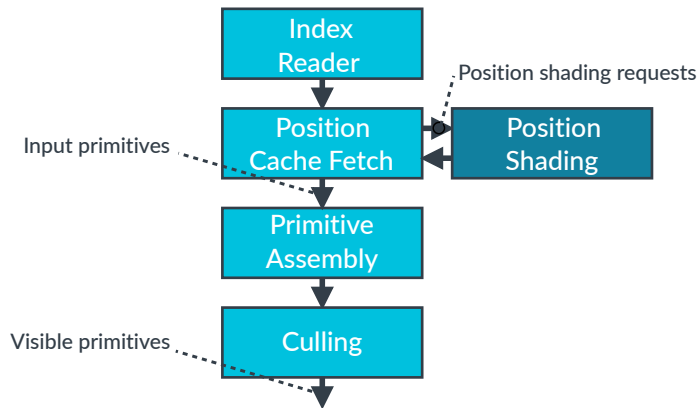 Index
Reader
Position shading requests
Position
Cache Fetch
Position
Shading
Input primitives
Primitive
Assembly
Visible primitives
Culling